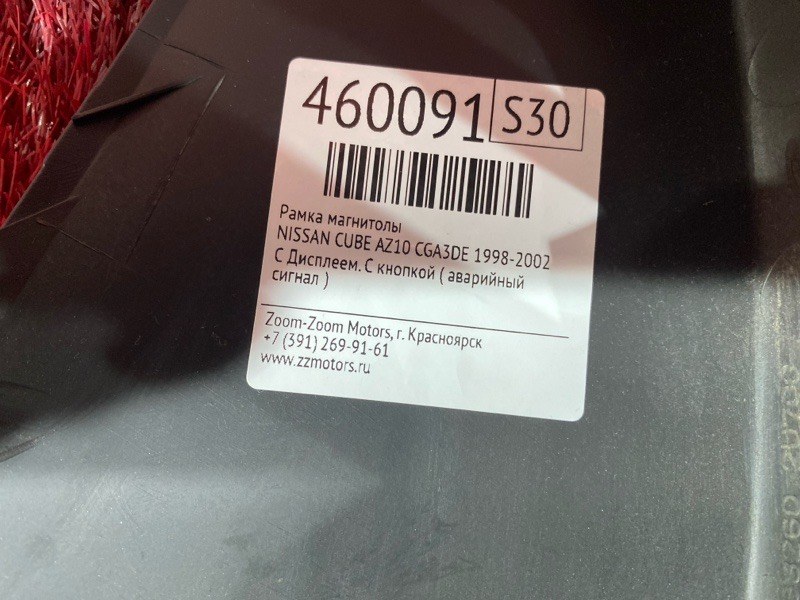 460091 S30
Рамка магнитолы
NISSAN CUBE AZ10 CGA3DE 1998-2002
С Дисплеем. С кнопкой ( аварийный
сигнал )
Zoom-Zoom Motors, г. Красноярск
+7 (391) 269-91-61
www.zzmotors.ru